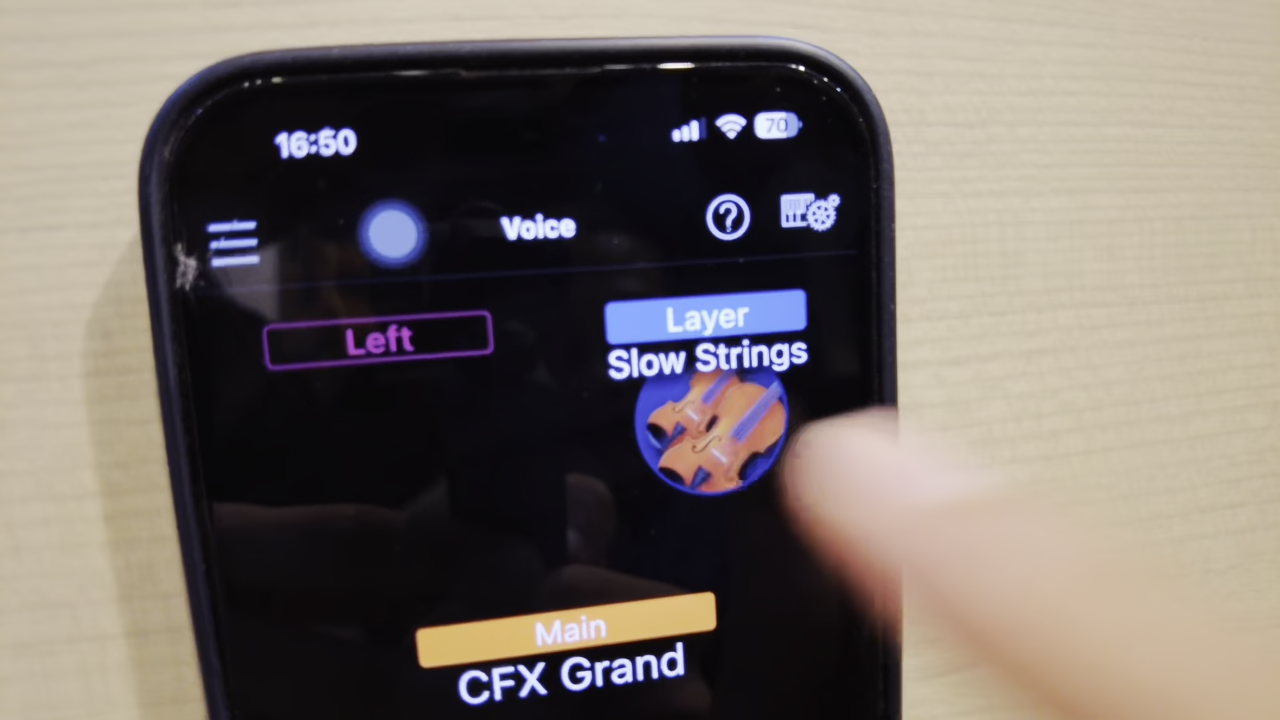 16:50
70
Voice
?
Left
Layer
Slow Strings
Main
CFX Grand